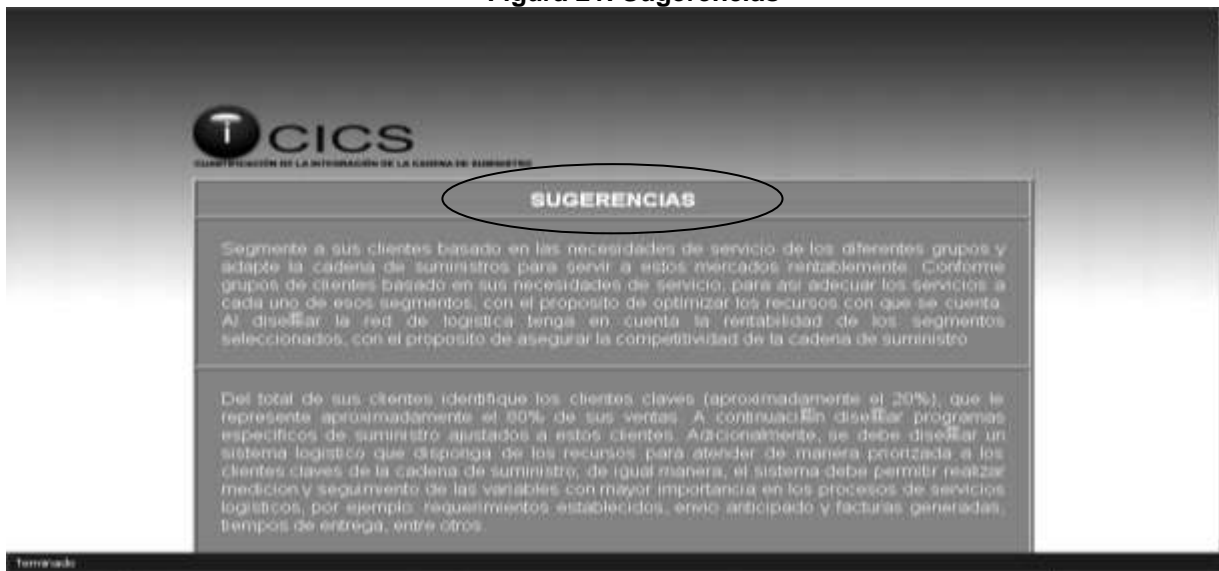 Sugerencias
CICS
CUANTIFICACIÓN DE LA INTEGRACIÓN DE LA CADENA DE SUMINISTRO
SUGERENCIAS
Segmente a sus clientes basado en las necesidades de servicio de los diferentes grupos y
adapte la cadena de suministros para servir a estos mercados rentablemente. Conforme
grupos de clientes basado en sus necesidades de servicio, para asi adecuar los servicios a
cada uno de esos segmentos, con el proposito de optimizar los recursos con que se cuenta.
Al dise ar la red de logistica tenga en cuenta la rentabilidad de los segmentos
seleccionados, con el proposito de asegurar la competitividad de la cadena de suministro
Del total de sus clientes identifique los clientes claves (aproximadamente el 20%), que le
represente aproximadamente el 80% de sus ventas. A continuaci n dise ar programas
especificos de suministro ajustados a estos clientes. Adicionalmente, se debe dise ar un
sistema logistico que disponga de los recursos para atender de manera priorizada a los
clientes claves de la cadena de suministro, de igual manera, el sistema debe permitir realizar
medicion y seguimiento de las variables con mayor importancia en los procesos de servicios
logisticos, por ejemplo: requerimientos establecidos, envio anticipado y facturas generadas,
tiempos de entrega, entre otros.
Terminado